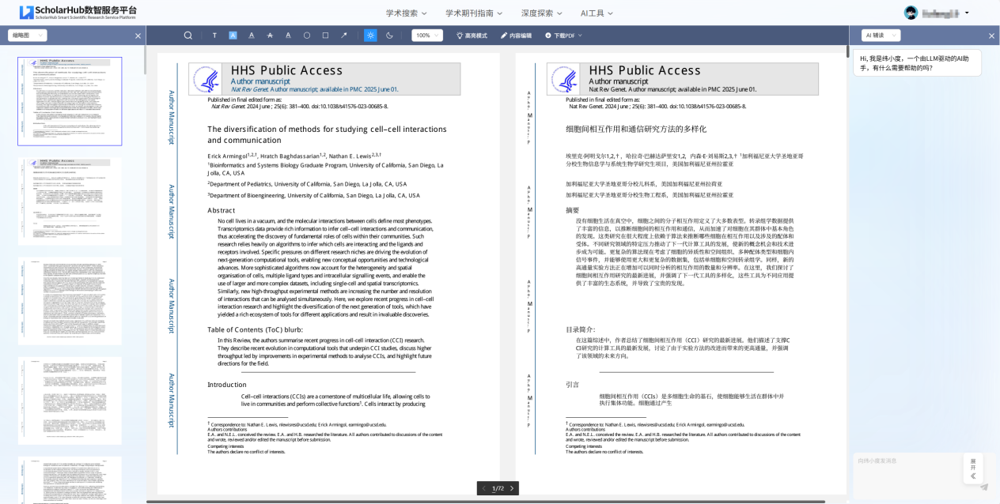 ScholarHub数智服务平台
ScholarHub Smart Scientific Research Service Platform
学术搜索
学术期刊指南
深度探索
AI工具
缩略图
T
A
A
A
A
100%
高亮模式
内容编辑
下载PDF
AI 辅读
HHS Public Access
Author manuscript
Nat Rev Genet. Author manuscript; available in PMC 2025 June 01.
Published in final edited form as:
Nat Rev Genet. 2024 June ; 25(6): 381–400. doi:10.1038/s41576-023-00685-8.
The diversification of methods for studying cell–cell interactions
and communication
Erick Armingol1,2,†, Hratch Baghdassarian1,2, Nathan E. Lewis2,3,†
1Bioinformatics and Systems Biology Graduate Program, University of California, San Diego, La
Jolla, CA, USA
2Department of Pediatrics, University of California, San Diego, La Jolla, CA, USA
3Department of Bioengineering, University of California, San Diego, La Jolla, CA, USA
Abstract
No cell lives in a vacuum, and the molecular interactions between cells define most phenotypes.
Transcriptomics data provide rich information to infer cell–cell interactions and communication,
thus accelerating the discovery of fundamental roles of cells within their communities. Such
research relies heavily on algorithms to infer which cells are interacting and the ligands and
receptors involved. Specific pressures on different research niches are driving the evolution of
next-generation computational tools, enabling new conceptual opportunities and technological
advances. More sophisticated algorithms now account for the heterogeneity and spatial
organisation of cells, multiple ligand types and intracellular signalling events, and enable the
use of larger and more complex datasets, including single-cell and spatial transcriptomics.
Similarly, new high-throughput experimental methods are increasing the number and resolution
of interactions that can be analysed simultaneously. Here, we explore recent progress in cell–cell
interaction research and highlight the diversification of the next generation of tools, which have
yielded a rich ecosystem of tools for different applications and result in invaluable discoveries.
Table of Contents (ToC) blurb:
In this Review, the authors summarise recent progress in cell-cell interaction (CCI) research.
They describe recent evolution in computational tools that underpin CCI studies, discuss higher
throughput led by improvements in experimental methods to analyse CCIs, and highlight future
directions for the field.
Introduction
Cell–cell interactions (CCIs) are a cornerstone of multicellular life, allowing cells to
live in communities and perform collective functions1. Cells interact by producing
† Correspondence to: Nathan E. Lewis, nlewisres@ucsd.edu; Erick Armingol, earmingo@ucsd.edu.
Authors contributions
E.A. and N.E.L. conceived the review. E.A. and H.B. researched the literature. All authors contributed to discussions of the content
and wrote, reviewed and/or edited the manuscript before submission.
Competing interests
The authors declare no conflict of interests.
Author Manuscript
Author Manuscript
Author Manuscript
Author Manuscript
HHS Public Access
Author manuscript
Nat Rev Genet. Author manuscript; available in PMC 2025 June 01.
Published in final edited form as:
Nat Rev Genet. 2024 June ; 25(6): 381–400. doi:10.1038/s41576-023-00685-8.
细胞间相互作用和通信研究方法的多样化
埃里克·阿明戈尔1,2,†, 哈拉奇·巴赫达萨里安1,2, 内森·E·刘易斯2,3,† 1加利福尼亚大学圣地亚哥
分校生物信息学与系统生物学研究生项目, 美国加利福尼亚州拉霍亚
加利福尼亚大学圣地亚哥分校儿科系, 美国加利福尼亚州拉荷亚
加利福尼亚大学圣地亚哥分校生物工程系, 美国加利福尼亚州拉霍亚
摘要
没有细胞生活在真空中, 细胞之间的分子相互作用定义了大多数表型。转录组学数据提供
了丰富的信息, 以推断细胞间的相互作用和通信, 从而加速了对细胞在其群体中基本角色
的发现。这类研究在很大程度上依赖于算法来推断哪些细胞在相互作用以及涉及的配体和
受体。不同研究领域的特定压力推动了下一代计算工具的发展, 使新的概念机会和技术进
步成为可能。更复杂的算法现在考虑了细胞的异质性和空间组织、多种配体类型和细胞内
信号事件, 并能够使用更大和更复杂的数据集, 包括单细胞和空间转录组学。同样, 新的
高通量实验方法正在增加可以同时分析的相互作用的数量和分辨率。在这里, 我们探讨了
细胞间相互作用研究的最新进展, 并强调了下一代工具的多样化, 这些工具为不同应用提
供了丰富的生态系统, 并导致了宝贵的发现。
目录简介:
在这篇综述中, 作者总结了细胞间相互作用（CCI）研究的最新进展。他们描述了支撑C
CI研究的计算工具的最新发展, 讨论了由于实验方法的改进而带来的更高通量, 并强调
了该领域的未来方向。
引言
细胞间相互作用（CCIs）是多细胞生命的基石, 使细胞能够生活在群体中并
执行集体功能。细胞通过产生
† Correspondence to: Nathan E. Lewis, nlewisres@ucsd.edu; Erick Armingol, earmingo@ucsd.edu.
Authors contributions
E.A. and N.E.L. conceived the review. E.A. and H.B. researched the literature. All authors contributed to discussions of the content
and wrote, reviewed and/or edited the manuscript before submission.
Competing interests
The authors declare no conflict of interests.
1/72
Hi, 我是纬小度，一个由LLM驱动的AI助
手，有什么需要帮助的吗？
向纬小度发消息
展开